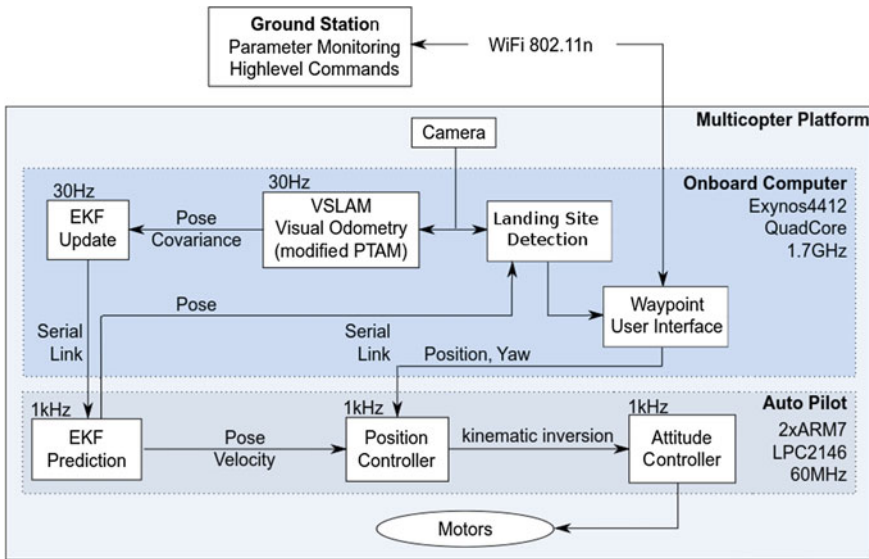 Ground Station
Parameter Monitoring
Highlevel Commands
WiFi 802.11n
Multicopter Platform
Camera
Onboard Computer
Exynos4412
QuadCore
1.7GHz
30Hz
EKF
Update
Pose
Covariance
30Hz
VSLAM
Visual Odometry
(modified PTAM)
Landing Site
Detection
Waypoint
User Interface
Pose
Serial
Link
Serial
Link
Position, Yaw
Auto Pilot
2xARM7
LPC2146
60MHz
1kHz
EKF
Prediction
Pose
Velocity
1kHz
Position
Controller
kinematic inversion
1kHz
Attitude
Controller
Motors